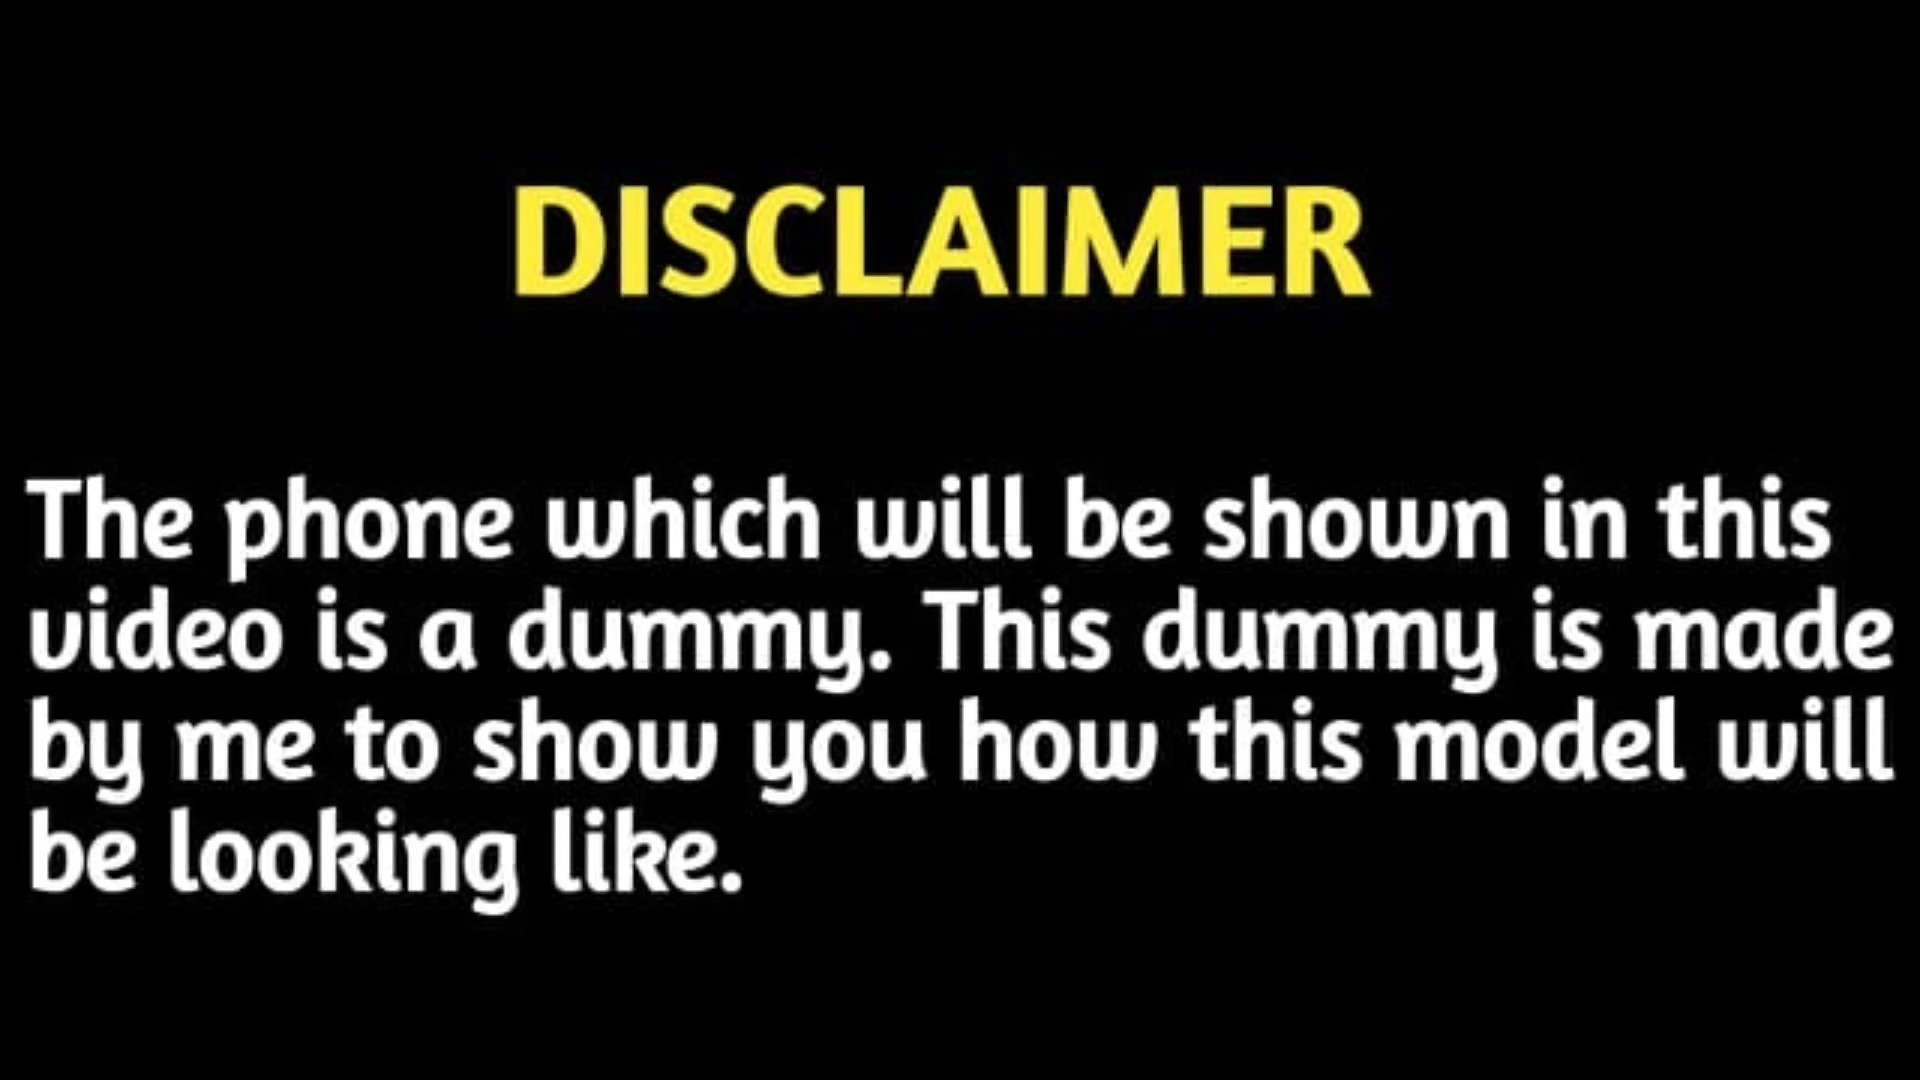 DISCLAIMER
The phone which will be shown in this
video is a dummy. This dummy is made
by me to show you how this model will
be looking like.